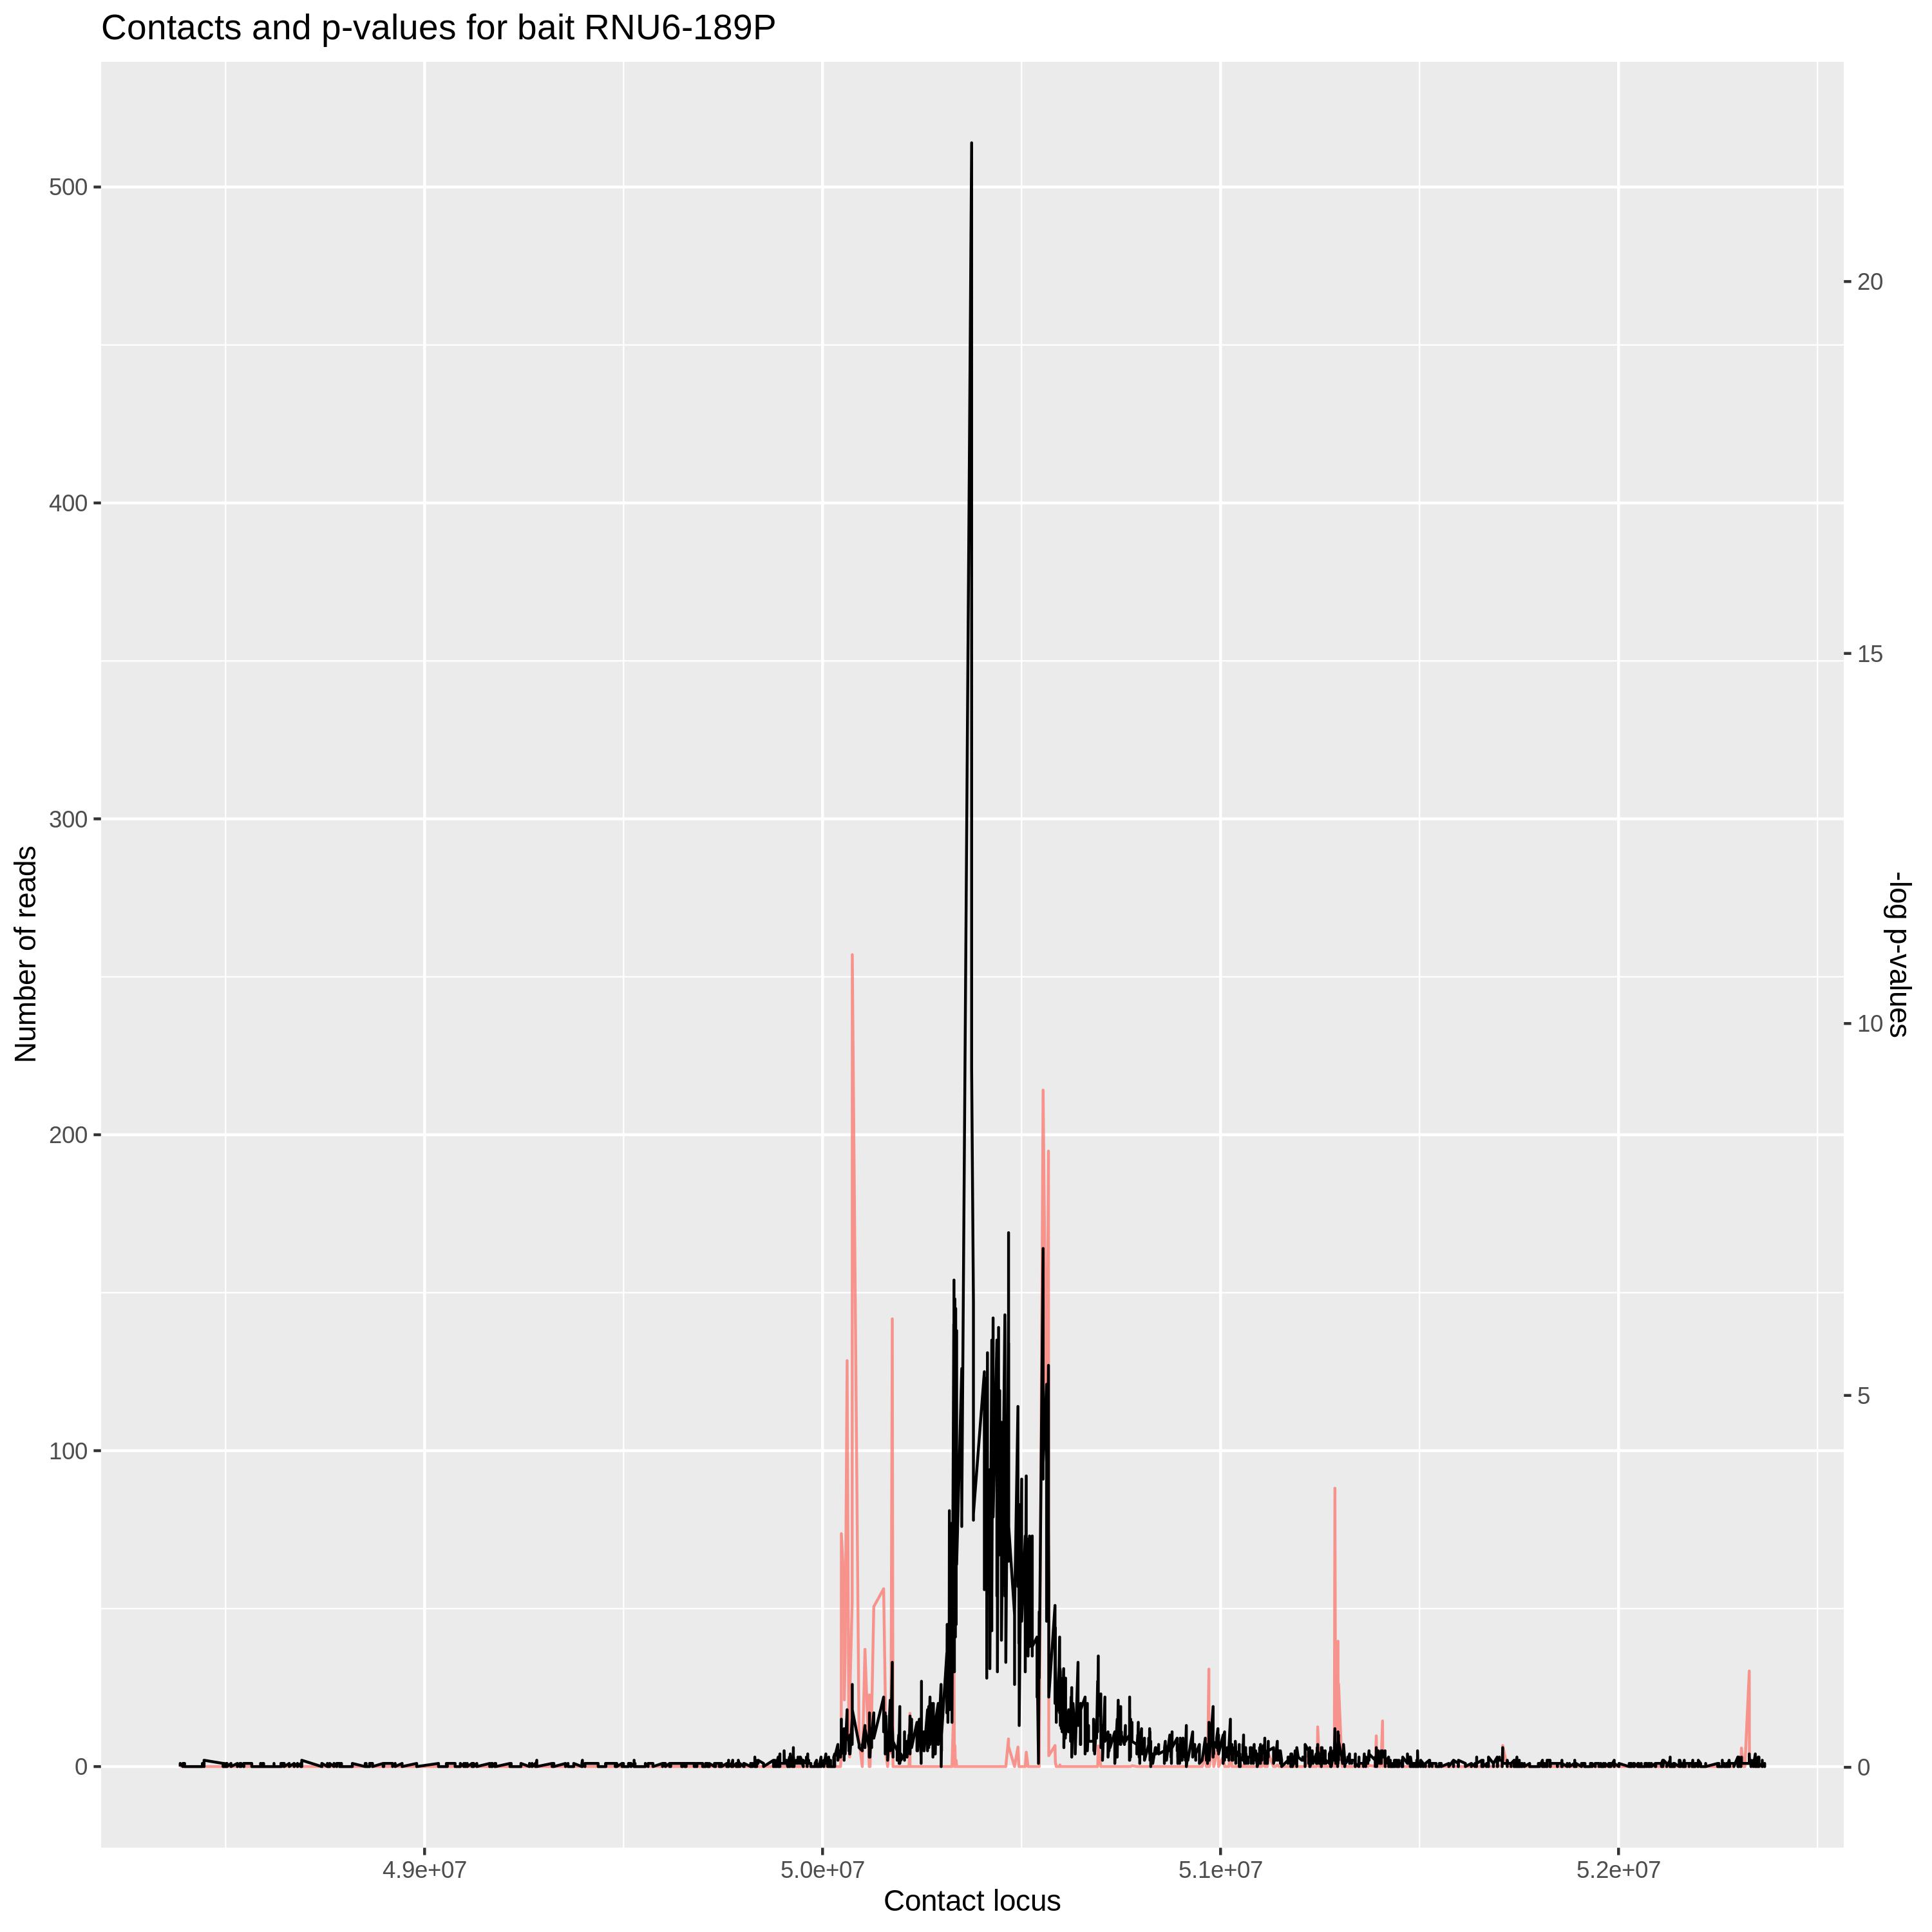 Contacts and p-values for bait RNU6-189P
500
400
300
200
100
0
Number of reads
20
15
10
5
0
-log p-values
4.9e+07
5.0e+07
5.1e+07
5.2e+07
Contact locus